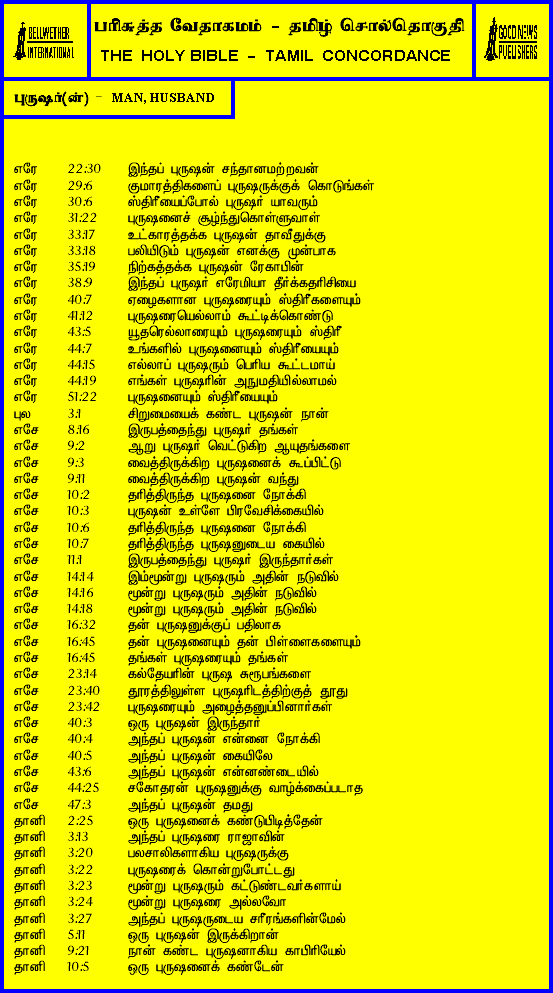 BELLWETHER
INTERNATIONAL
பரிசுத்த வேதாகமம் - தமிழ் சொல்தொகுதி
THE HOLY BIBLE - TAMIL CONCORDANCE
GOOD NEWS
PUBLISHERS
புருஷர்(ன்) - MAN, HUSBAND
எரே 22:30 இந்தப் புருஷன் சந்தானமற்றவன்
எரே 29:6 குமாரத்திகளைப் புருஷருக்குக் கொடுங்கள்
எரே 30:6 ஸ்திரீயைப்போல் புருஷர் யாவரும்
எரே 31:22 புருஷனைச் சூழ்ந்துகொள்ளுவாள்
எரே 33:17 உட்காரத்தக்க புருஷன் தாவீதுக்கு
எரே 33:18 பலியிடும் புருஷன் எனக்கு முன்பாக
எரே 35:19 நிற்கத்தக்க புருஷன் ரேகாபின்
எரே 38:9 இந்தப் புருஷர் எரேமியா தீர்க்கதரிசியை
எரே 40:7 ஏழைகளான புருஷரையும் ஸ்திரீகளையும்
எரே 41:12 புருஷரையெல்லாம் கூட்டிக்கொண்டு
எரே 43:5 யூதரெல்லாரையும் புருஷரையும் ஸ்திரீ
எரே 44:7 உங்களில் புருஷனையும் ஸ்திரீயையும்
எரே 44:15 எல்லாப் புருஷரும் பெரிய கூட்டமாய்
எரே 44:19 எங்கள் புருஷரின் அநுமதியில்லாமல்
எரே 51:22 புருஷனையும் ஸ்திரீயையும்
புல 3:1 சிறுமையைக் கண்ட புருஷன் நான்
எசே 8:16 இருபத்தைந்து புருஷர் தங்கள்
எசே 9:2 ஆறு புருஷர் வெட்டுகிற ஆயுதங்களை
எசே 9:3 வைத்திருக்கிற புருஷனைக் கூப்பிட்டு
எசே 9:11 வைத்திருக்கிற புருஷன் வந்து
எசே 10:2 தரித்திருந்த புருஷனை நோக்கி
எசே 10:3 புருஷன் உள்ளே பிரவேசிக்கையில்
எசே 10:6 தரித்திருந்த புருஷனை நோக்கி
எசே 10:7 தரித்திருந்த புருஷனுடைய கையில்
எசே 11:1 இருபத்தைந்து புருஷர் இருந்தார்கள்
எசே 14:14 இம்மூன்று புருஷரும் அதின் நடுவில்
எசே 14:16 மூன்று புருஷரும் அதின் நடுவில்
எசே 14:18 மூன்று புருஷரும் அதின் நடுவில்
எசே 16:32 தன் புருஷனுக்குப் பதிலாக
எசே 16:45 தன் புருஷனையும் தன் பிள்ளைகளையும்
எசே 16:45 தங்கள் புருஷரையும் தங்கள்
எசே 23:14 கல்தேயரின் புருஷ சுரூபங்களை
எசே 23:40 தூரத்திலுள்ள புருஷரிடத்திற்குத் தூது
எசே 23:42 புருஷரையும் அழைத்தனுப்பினார்கள்
எசே 40:3 ஒரு புருஷன் இருந்தார்
எசே 40:4 அந்தப் புருஷன் என்னை நோக்கி
எசே 40:5 அந்தப் புருஷன் கையிலே
எசே 43:6 அந்தப் புருஷன் என்னண்டையில்
எசே 44:25 சகோதரன் புருஷனுக்கு வாழ்க்கைப்படாத
எசே 47:3 அந்தப் புருஷன் தமது
தானி 2:25 ஒரு புருஷனைக் கண்டுபிடித்தேன்
தானி 3:13 அந்தப் புருஷரை ராஜாவின்
தானி 3:20 பலசாலிகளாகிய புருஷருக்கு
தானி 3:22 புருஷரைக் கொன்றுபோட்டது
தானி 3:23 மூன்று புருஷரும் கட்டுண்டவர்களாய்
தானி 3:24 மூன்று புருஷரை அல்லவோ
தானி 3:27 அந்தப் புருஷருடைய சரீரங்களின்மேல்
தானி 5:11 ஒரு புருஷன் இருக்கிறான்
தானி 9:21 நான் கண்ட புருஷனாகிய காபிரியேல்
தானி 10:5 ஒரு புருஷனைக் கண்டேன்